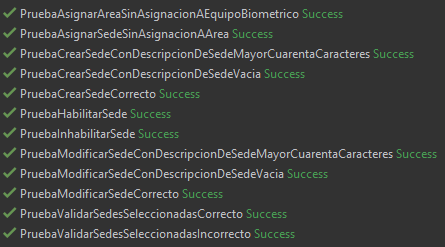 PruebaAsignarAreaSinAsignacionAEquipoBiometrico Success
PruebaAsignarSedeSinAsignacionAArea Success
PruebaCrearSedeConDescripcionDeSedeMayorCuarentaCaracteres Success
PruebaCrearSedeConDescripcionDeSedeVacia Success
PruebaCrearSedeCorrecto Success
PruebaHabilitarSede Success
PruebaInhabilitarSede Success
PruebaModificarSedeConDescripcionDeSedeMayorCuarentaCaracteres Success
PruebaModificarSedeConDescripcionDeSedeVacia Success
PruebaModificarSedeCorrecto Success
PruebaValidarSedesSeleccionadasCorrecto Success
PruebaValidarSedesSeleccionadasIncorrecto Success